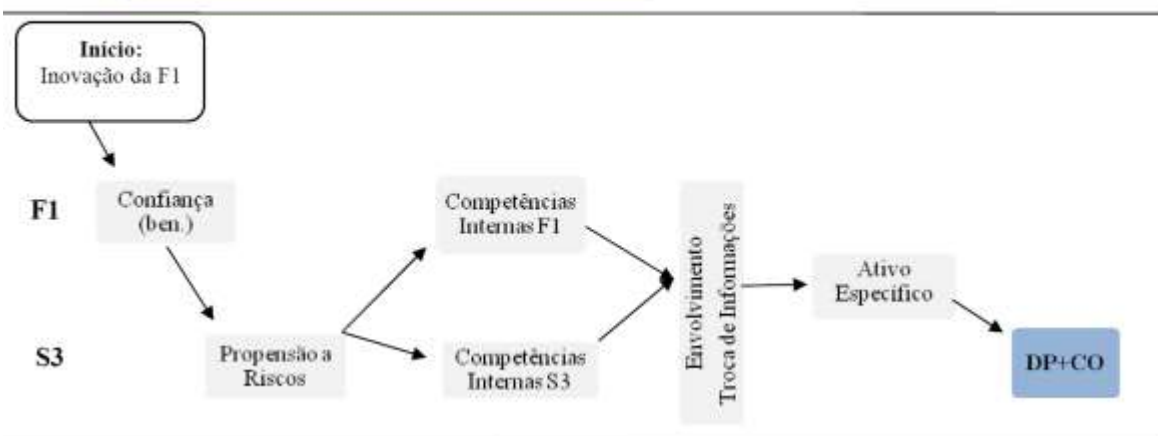 Início:
Inovação da F1
F1
Confiança
(ben.)
Competências
Internas F1
Envolvimento
Troca de Informações
Ativo
Específico
S3
Propensão a
Riscos
Competências
Internas S3
DP+CO